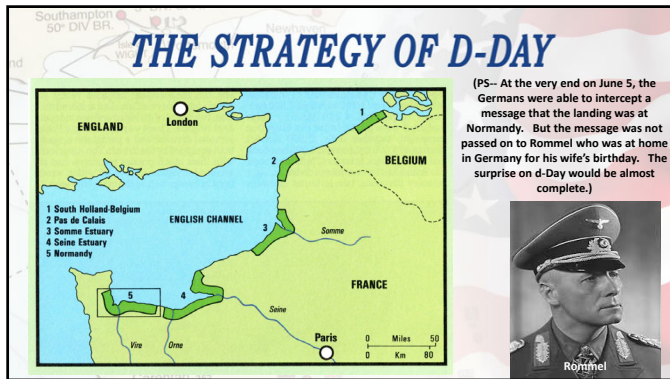 Southampton
50th DIV BR.
Newhaven
THE STRATEGY OF D-DAY
(PS-- At the very end on June 5, the
Germans were able to intercept a
message that the landing was at
Normandy. But the message was not
passed on to Rommel who was at home
in Germany for his wife's birthday. The
surprise on d-Day would be almost
complete.)
London
ENGLAND
1
BELGIUM
2
1 South Holland-Belgium
2 Pas de Calais
3 Somme Estuary
4 Seine Estuary
5 Normandy
ENGLISH CHANNEL
3
Somme
FRANCE
5
4
Seine
Vire
Orne
Paris
0 Miles 50
0 Km 80
Rommel